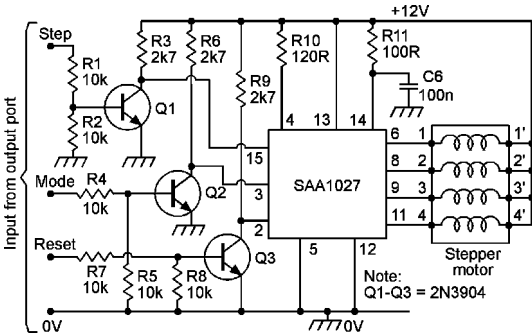 +12V
Step
R1
10k
R2
10k
R3
2k7
R6
2k7
R9
2k7
R10
120R
R11
100R
C6
100n
Q1
4
13
14
15
3
2
SAA1027
5
12
6
8
9
11
1
2
3
4
1'
2'
3'
4'
Stepper
motor
Input from output port
Mode
R4
10k
Q2
Reset
R7
10k
R5
10k
R8
10k
Q3
Note:
Q1-Q3 = 2N3904
0V
0V